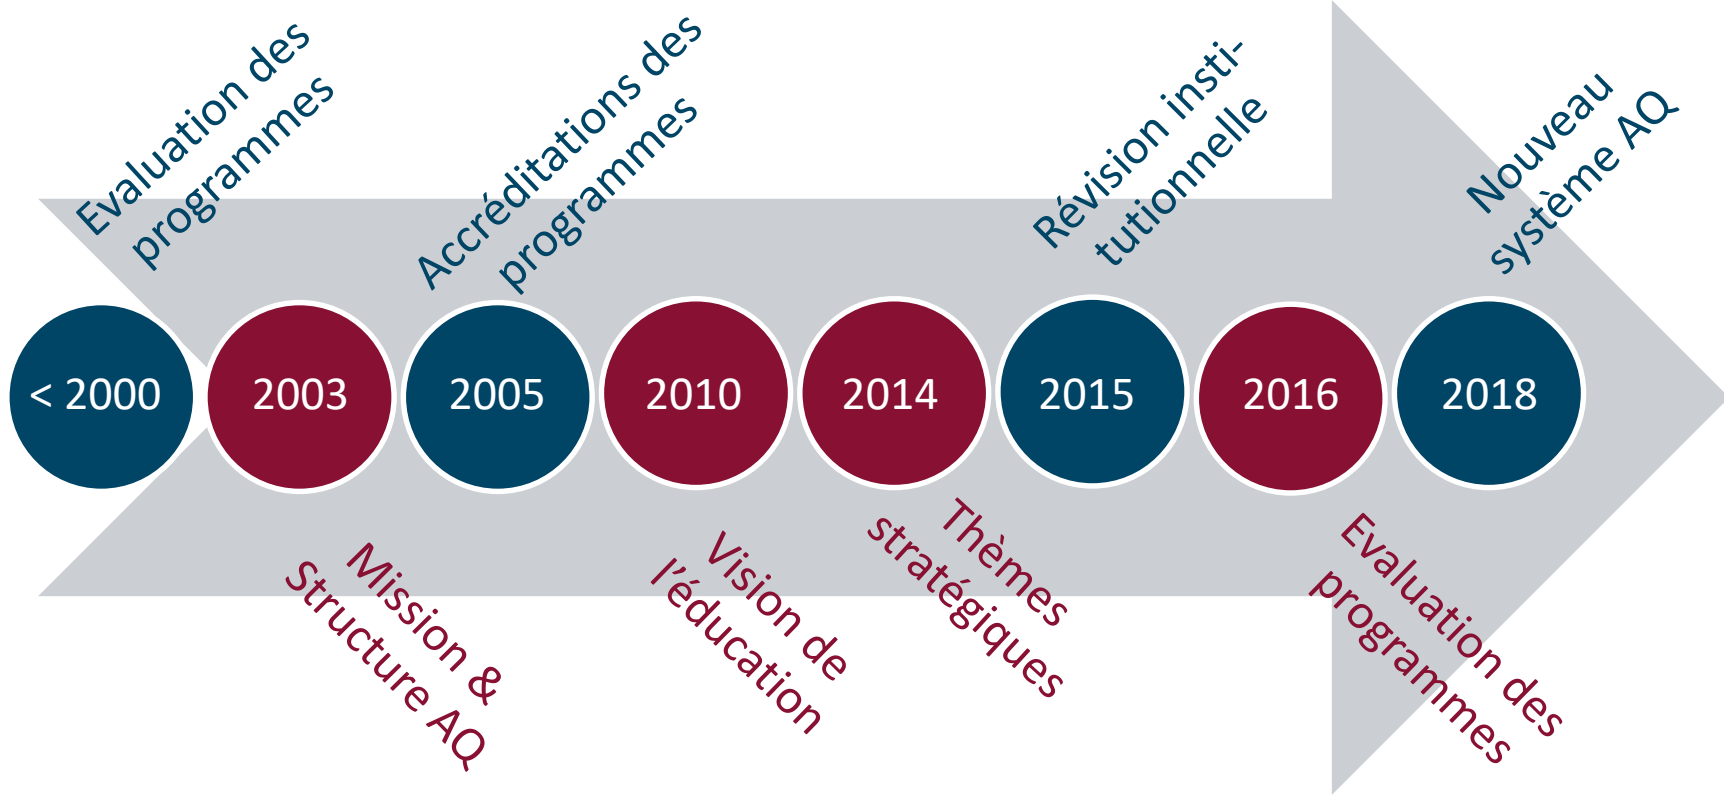 Evaluation des
programmes
Accréditations des
programmes
Révision insti-
tutionnelle
Nouveau
système AQ
< 2000
2003
2005
2010
2014
2015
2016
2018
Mission &
Structure AQ
Vision de
l’éducation
Thèmes
stratégiques
Evaluation des
programmes